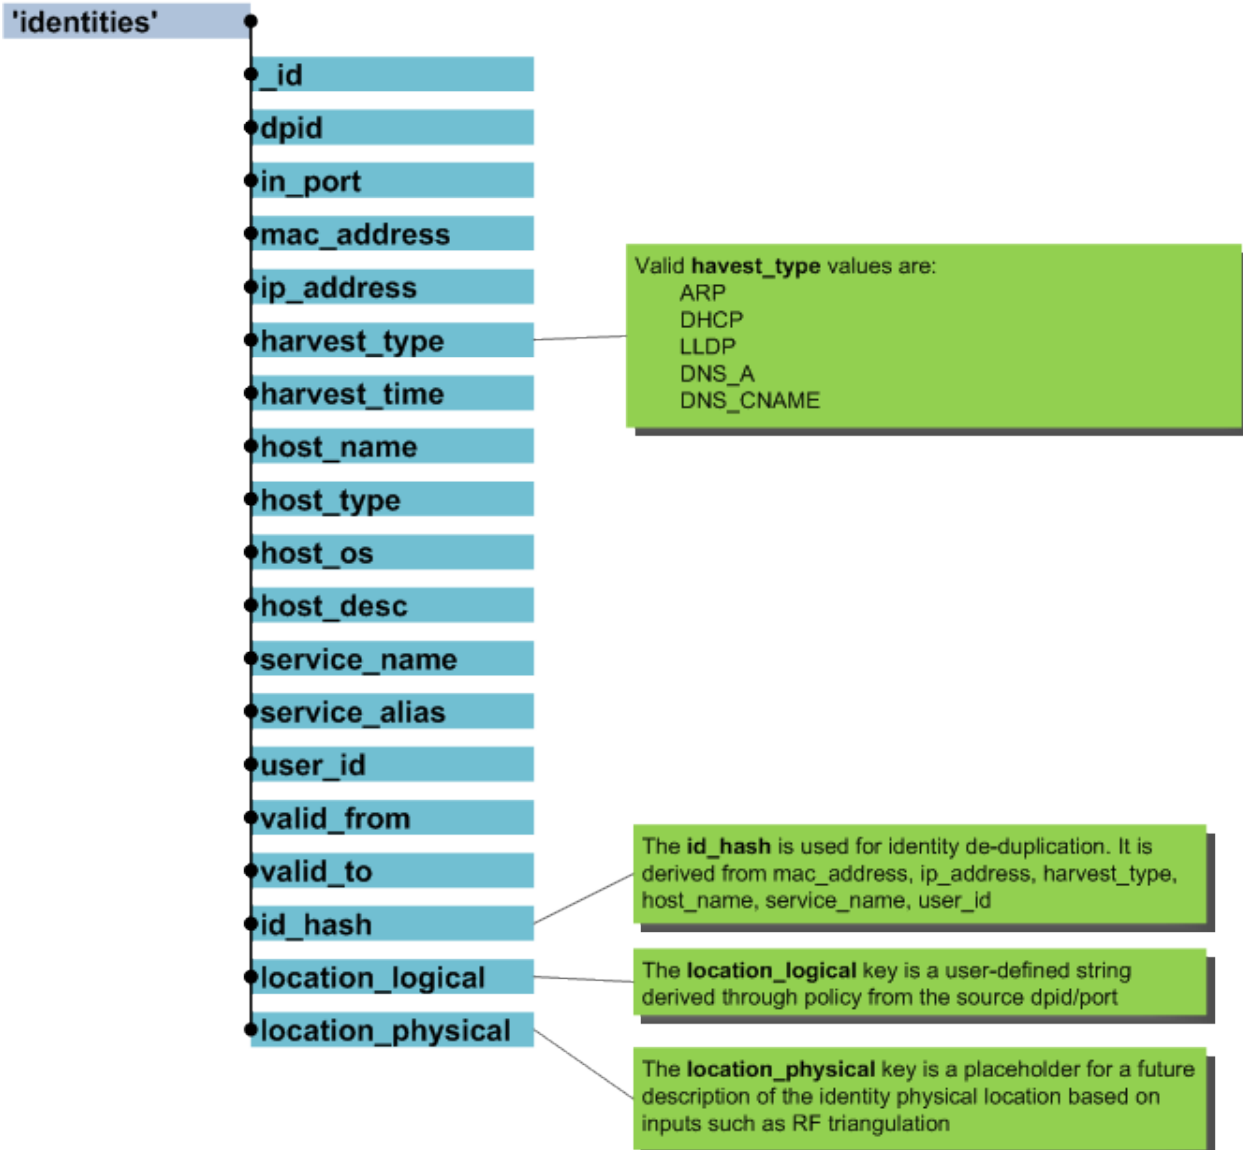 'identities'
_id
dpid
in_port
mac_address
ip_address
harvest_type
harvest_time
host_name
host_type
host_os
host_desc
service_name
service_alias
user_id
valid_from
valid_to
id_hash
location_logical
location_physical
Valid havest_type values are:
ARP
DHCP
LLDP
DNS_A
DNS_CNAME
The id_hash is used for identity de-duplication. It is
derived from mac_address, ip_address, harvest_type,
host_name, service_name, user_id
The location_logical key is a user-defined string
derived through policy from the source dpid/port
The location_physical key is a placeholder for a future
description of the identity physical location based on
inputs such as RF triangulation